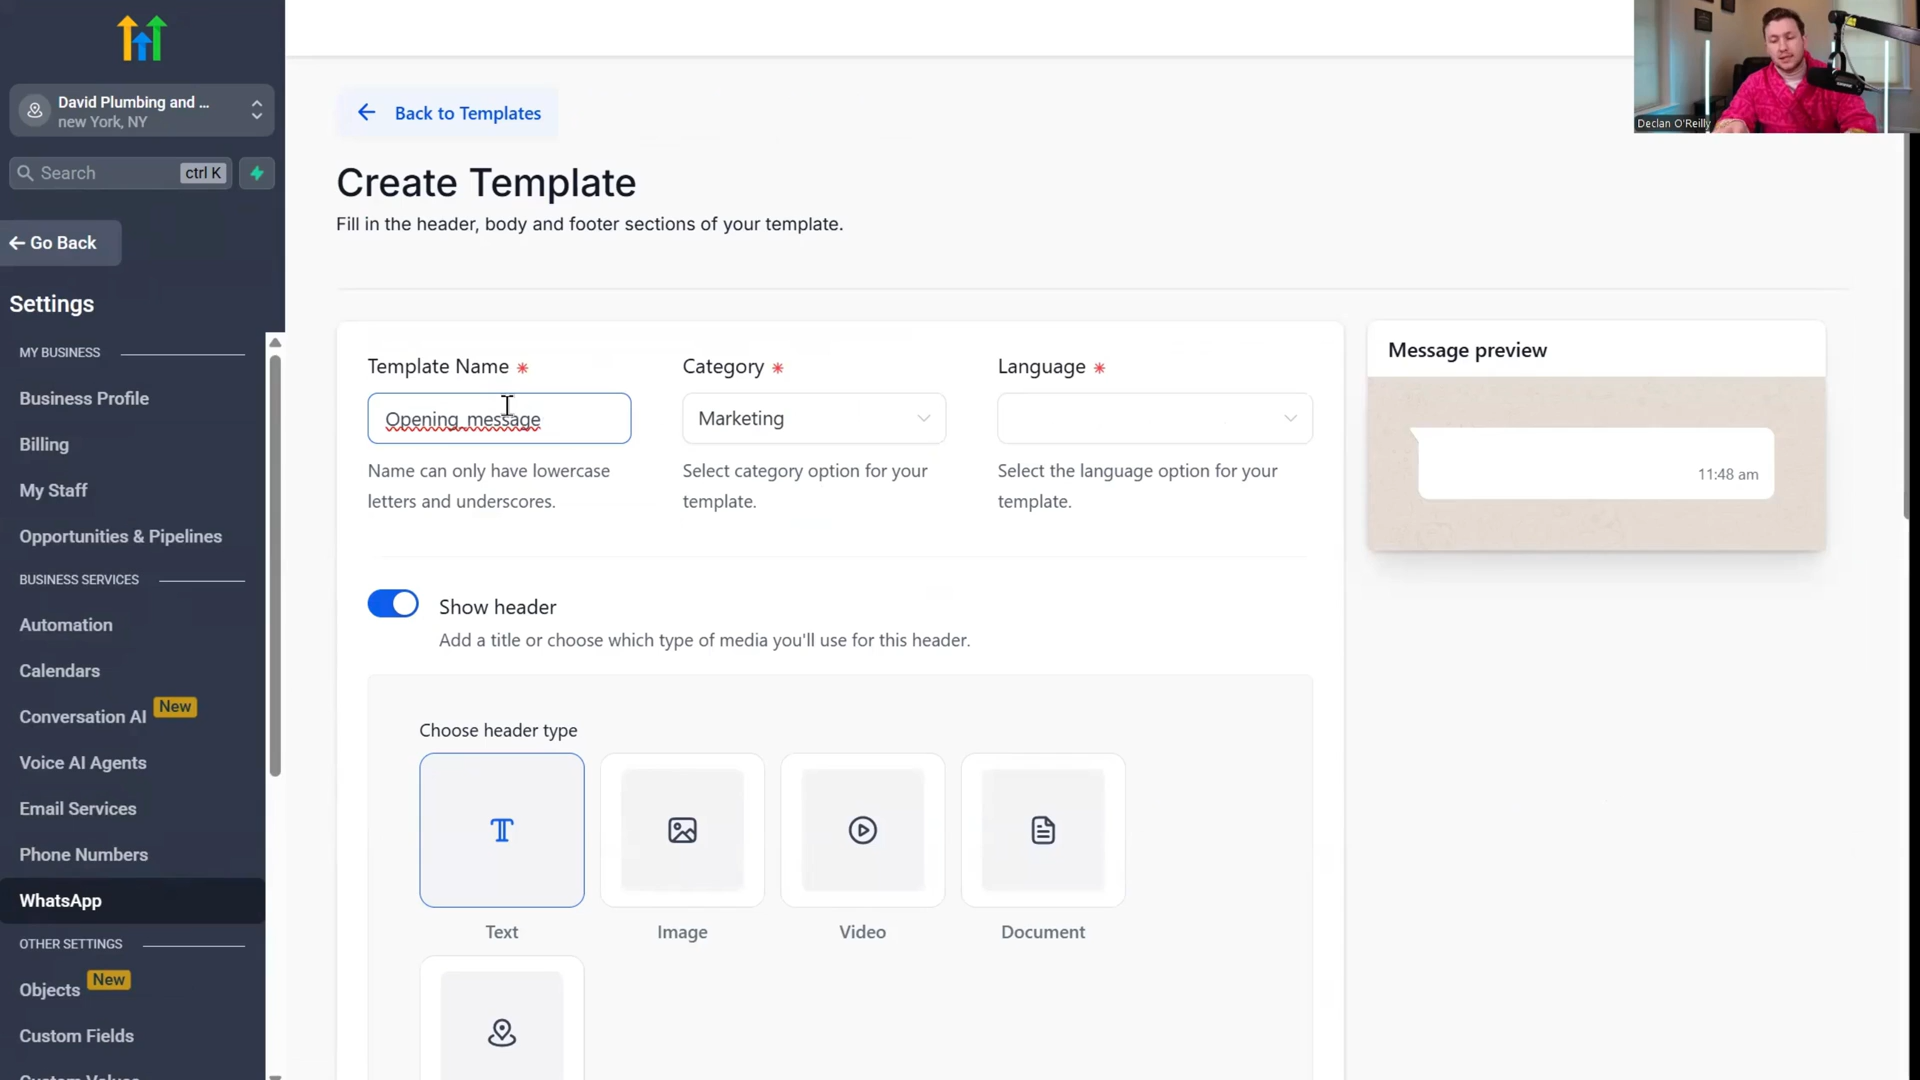 David Plumbing and ...
new York, NY
Search
ctrl K
Go Back
Settings
MY BUSINESS
Business Profile
Billing
My Staff
Opportunities & Pipelines
BUSINESS SERVICES
Automation
Calendars
Conversation AI New
Voice AI Agents
Email Services
Phone Numbers
WhatsApp
OTHER SETTINGS
Objects New
Custom Fields
Custom Values
Back to Templates
Create Template
Fill in the header, body and footer sections of your template.
Template Name *
Opening_message
Name can only have lowercase
letters and underscores.
Category *
Marketing
Select category option for your
template.
Language *
Select the language option for your
template.
Show header
Add a title or choose which type of media you'll use for this header.
Choose header type
Text
Image
Video
Document
Message preview
11:48 am
Declan O'Reilly